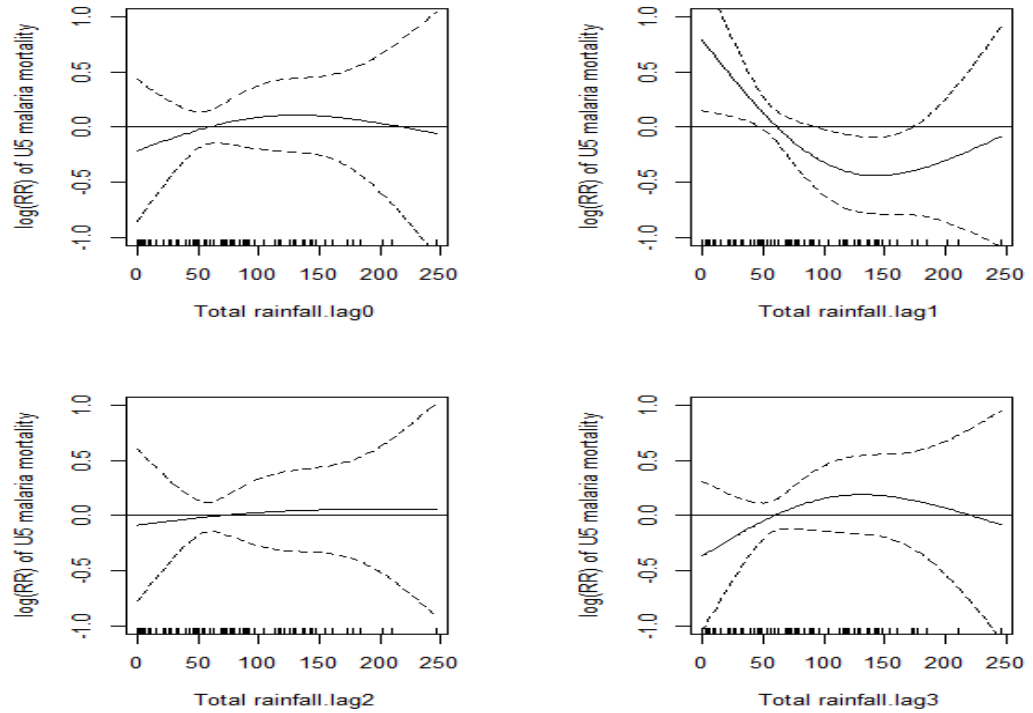 log(RR) of U5 malaria mortality
1.0
0.5
0.0
-0.5
-1.0
0 50 100 150 200 250
Total rainfall.lag0
log(RR) of U5 malaria mortality
1.0
0.5
0.0
-0.5
-1.0
0 50 100 150 200 250
Total rainfall.lag1
log(RR) of U5 malaria mortality
1.0
0.5
0.0
-0.5
-1.0
0 50 100 150 200 250
Total rainfall.lag2
log(RR) of U5 malaria mortality
1.0
0.5
0.0
-0.5
-1.0
0 50 100 150 200 250
Total rainfall.lag3